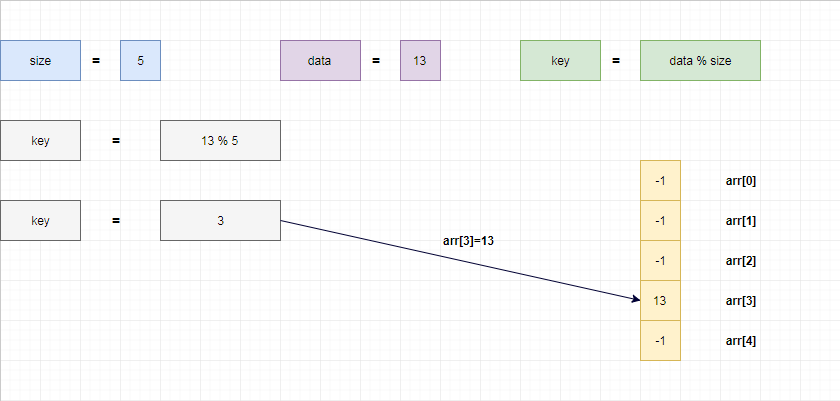 size = 5 data = 13 key = data % size
key = 13 % 5
-1 arr[0]
key = 3 -1 arr[1]
arr[3]=13
-1 arr[2]
13 arr[3]
-1 arr[4]